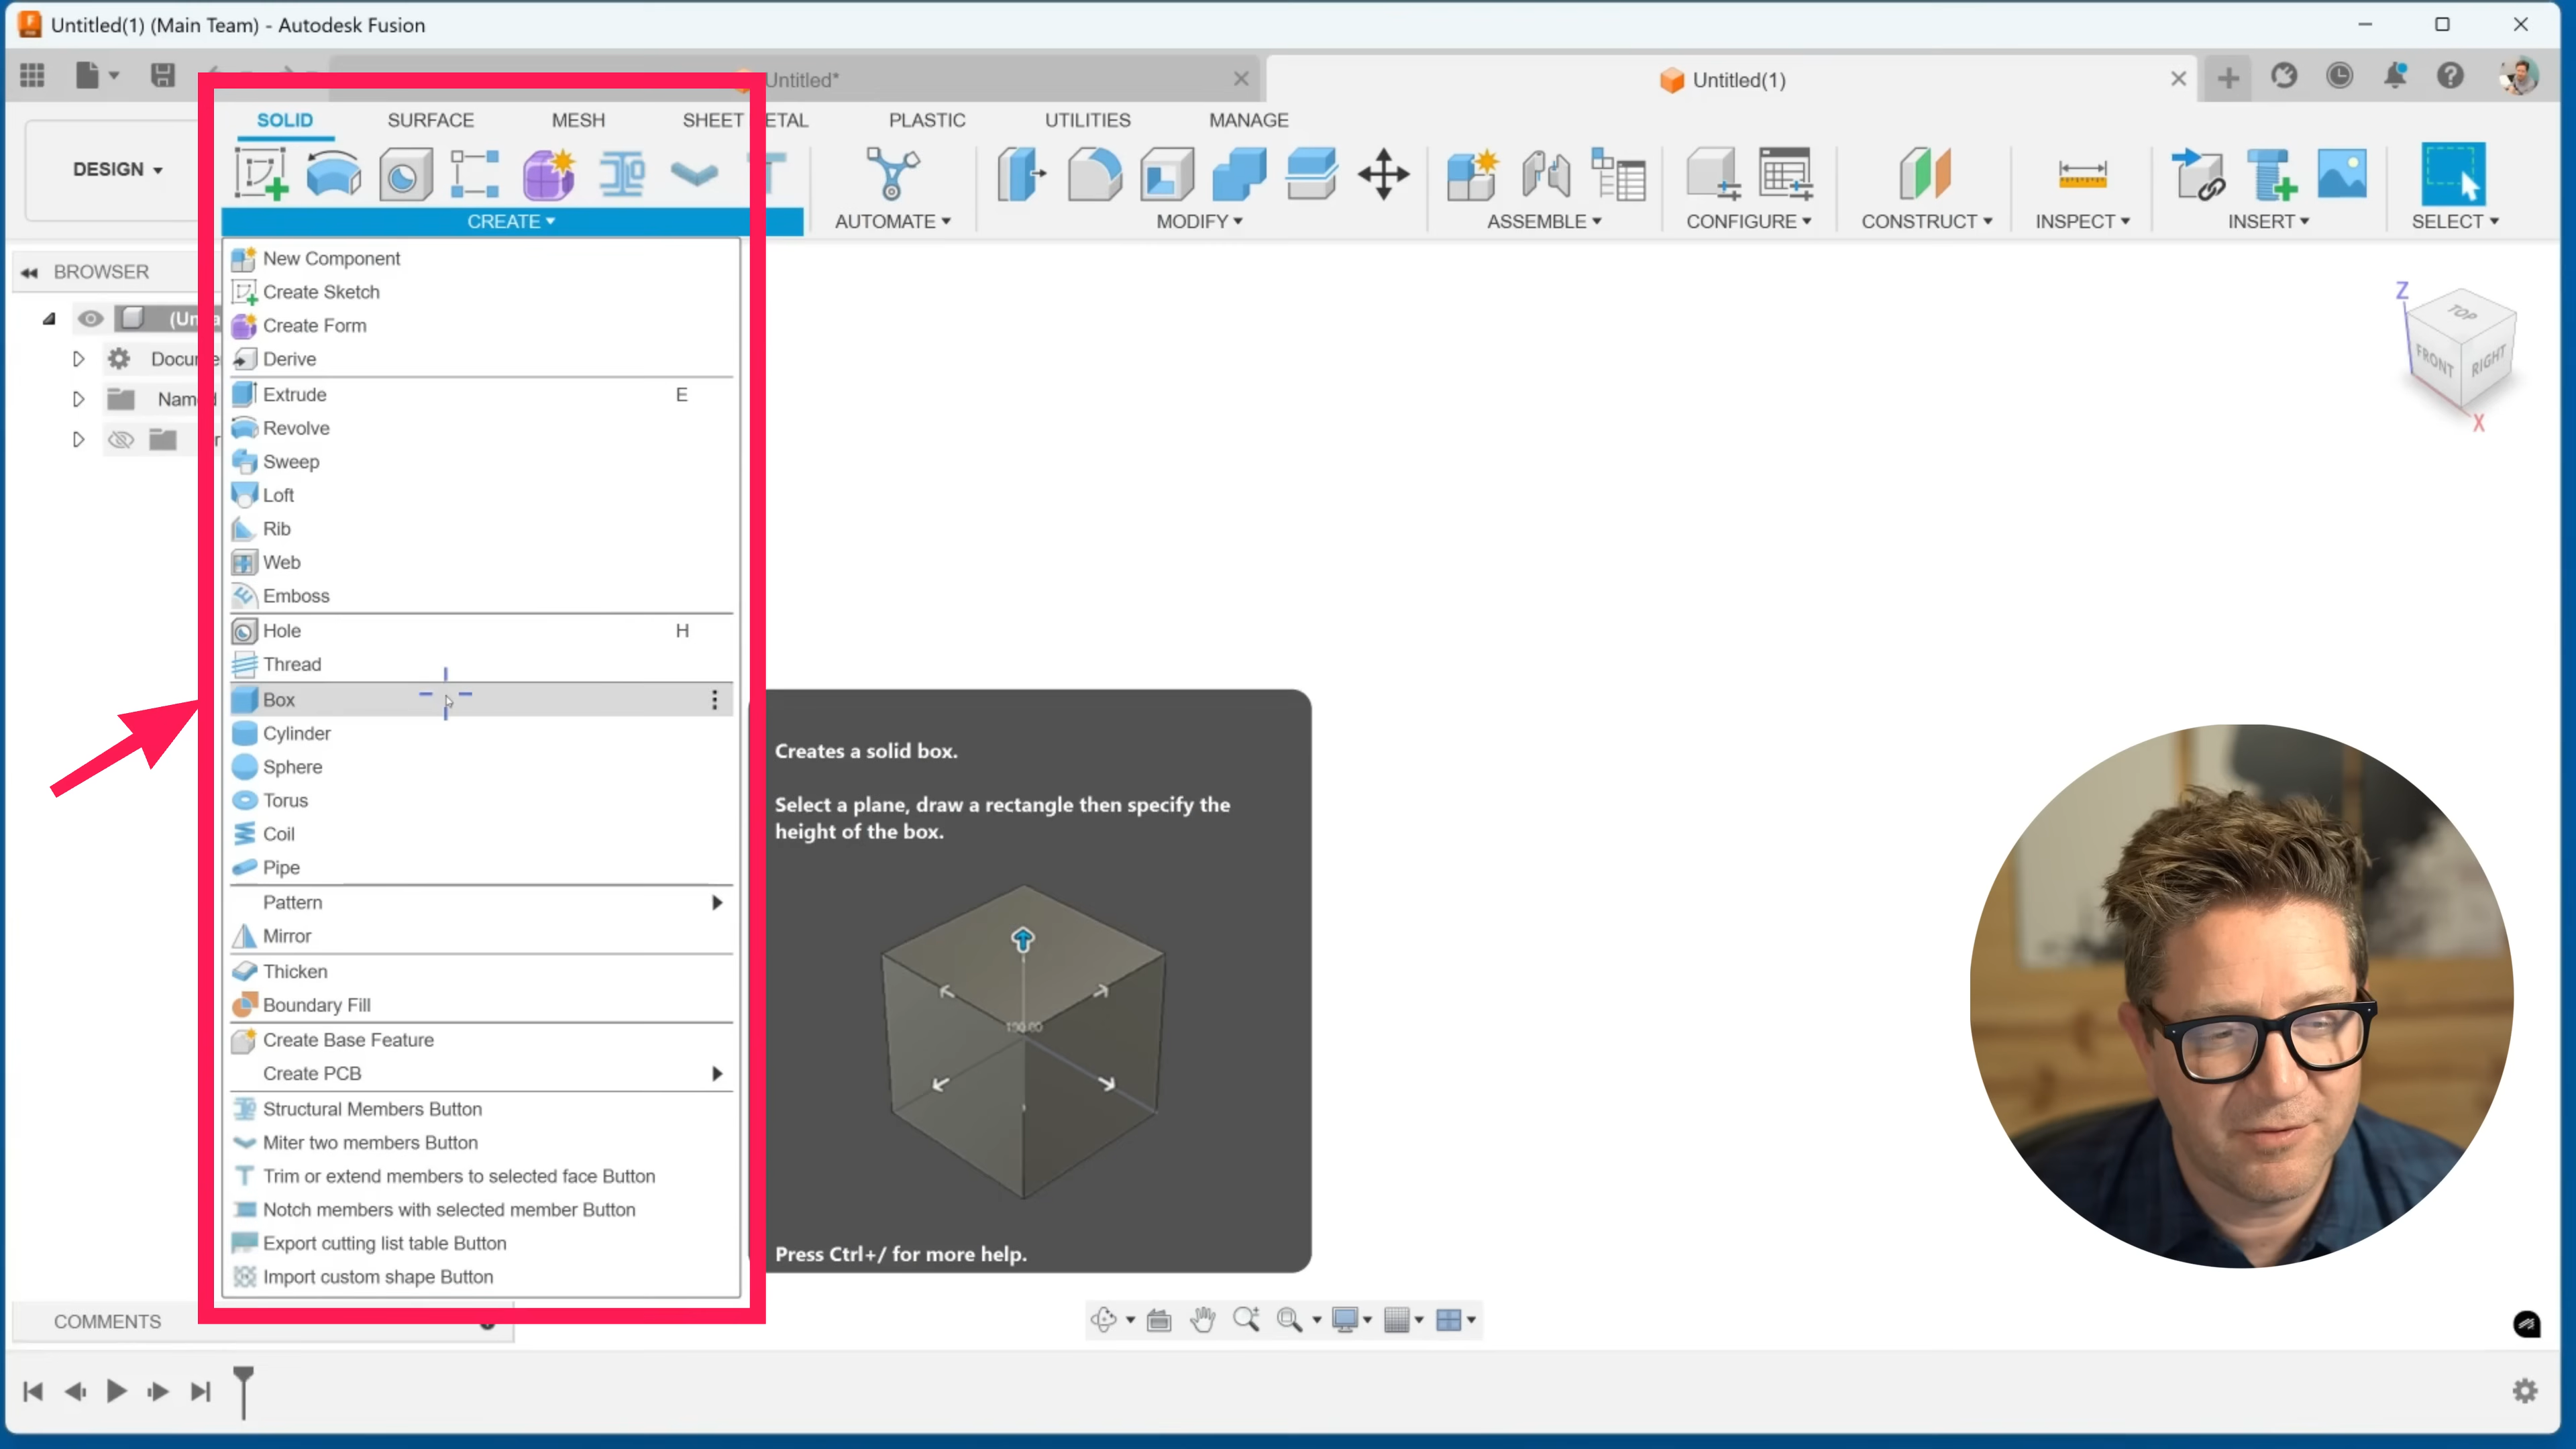 Untitled(1) (Main Team) - Autodesk Fusion
Untitled*
Untitled(1)
SOLID
SURFACE
MESH
SHEET
PLASTIC
UTILITIES
MANAGE
DESIGN
CREATE
AUTOMATE
MODIFY
ASSEMBLE
CONFIGURE
CONSTRUCT
INSPECT
INSERT
SELECT
BROWSER
New Component
Create Sketch
Create Form
Derive
Extrude E
Revolve
Sweep
Loft
Rib
Web
Emboss
Hole H
Thread
Box
Cylinder
Sphere
Torus
Coil
Pipe
Pattern
Mirror
Thicken
Boundary Fill
Create Base Feature
Create PCB
Structural Members Button
Miter two members Button
Trim or extend members to selected face Button
Notch members with selected member Button
Export cutting list table Button
Import custom shape Button
Creates a solid box.
Select a plane, draw a rectangle then specify the
height of the box.
100.00
Press Ctrl+/ for more help.
Z
TOP
FRONT
RIGHT
X
COMMENTS